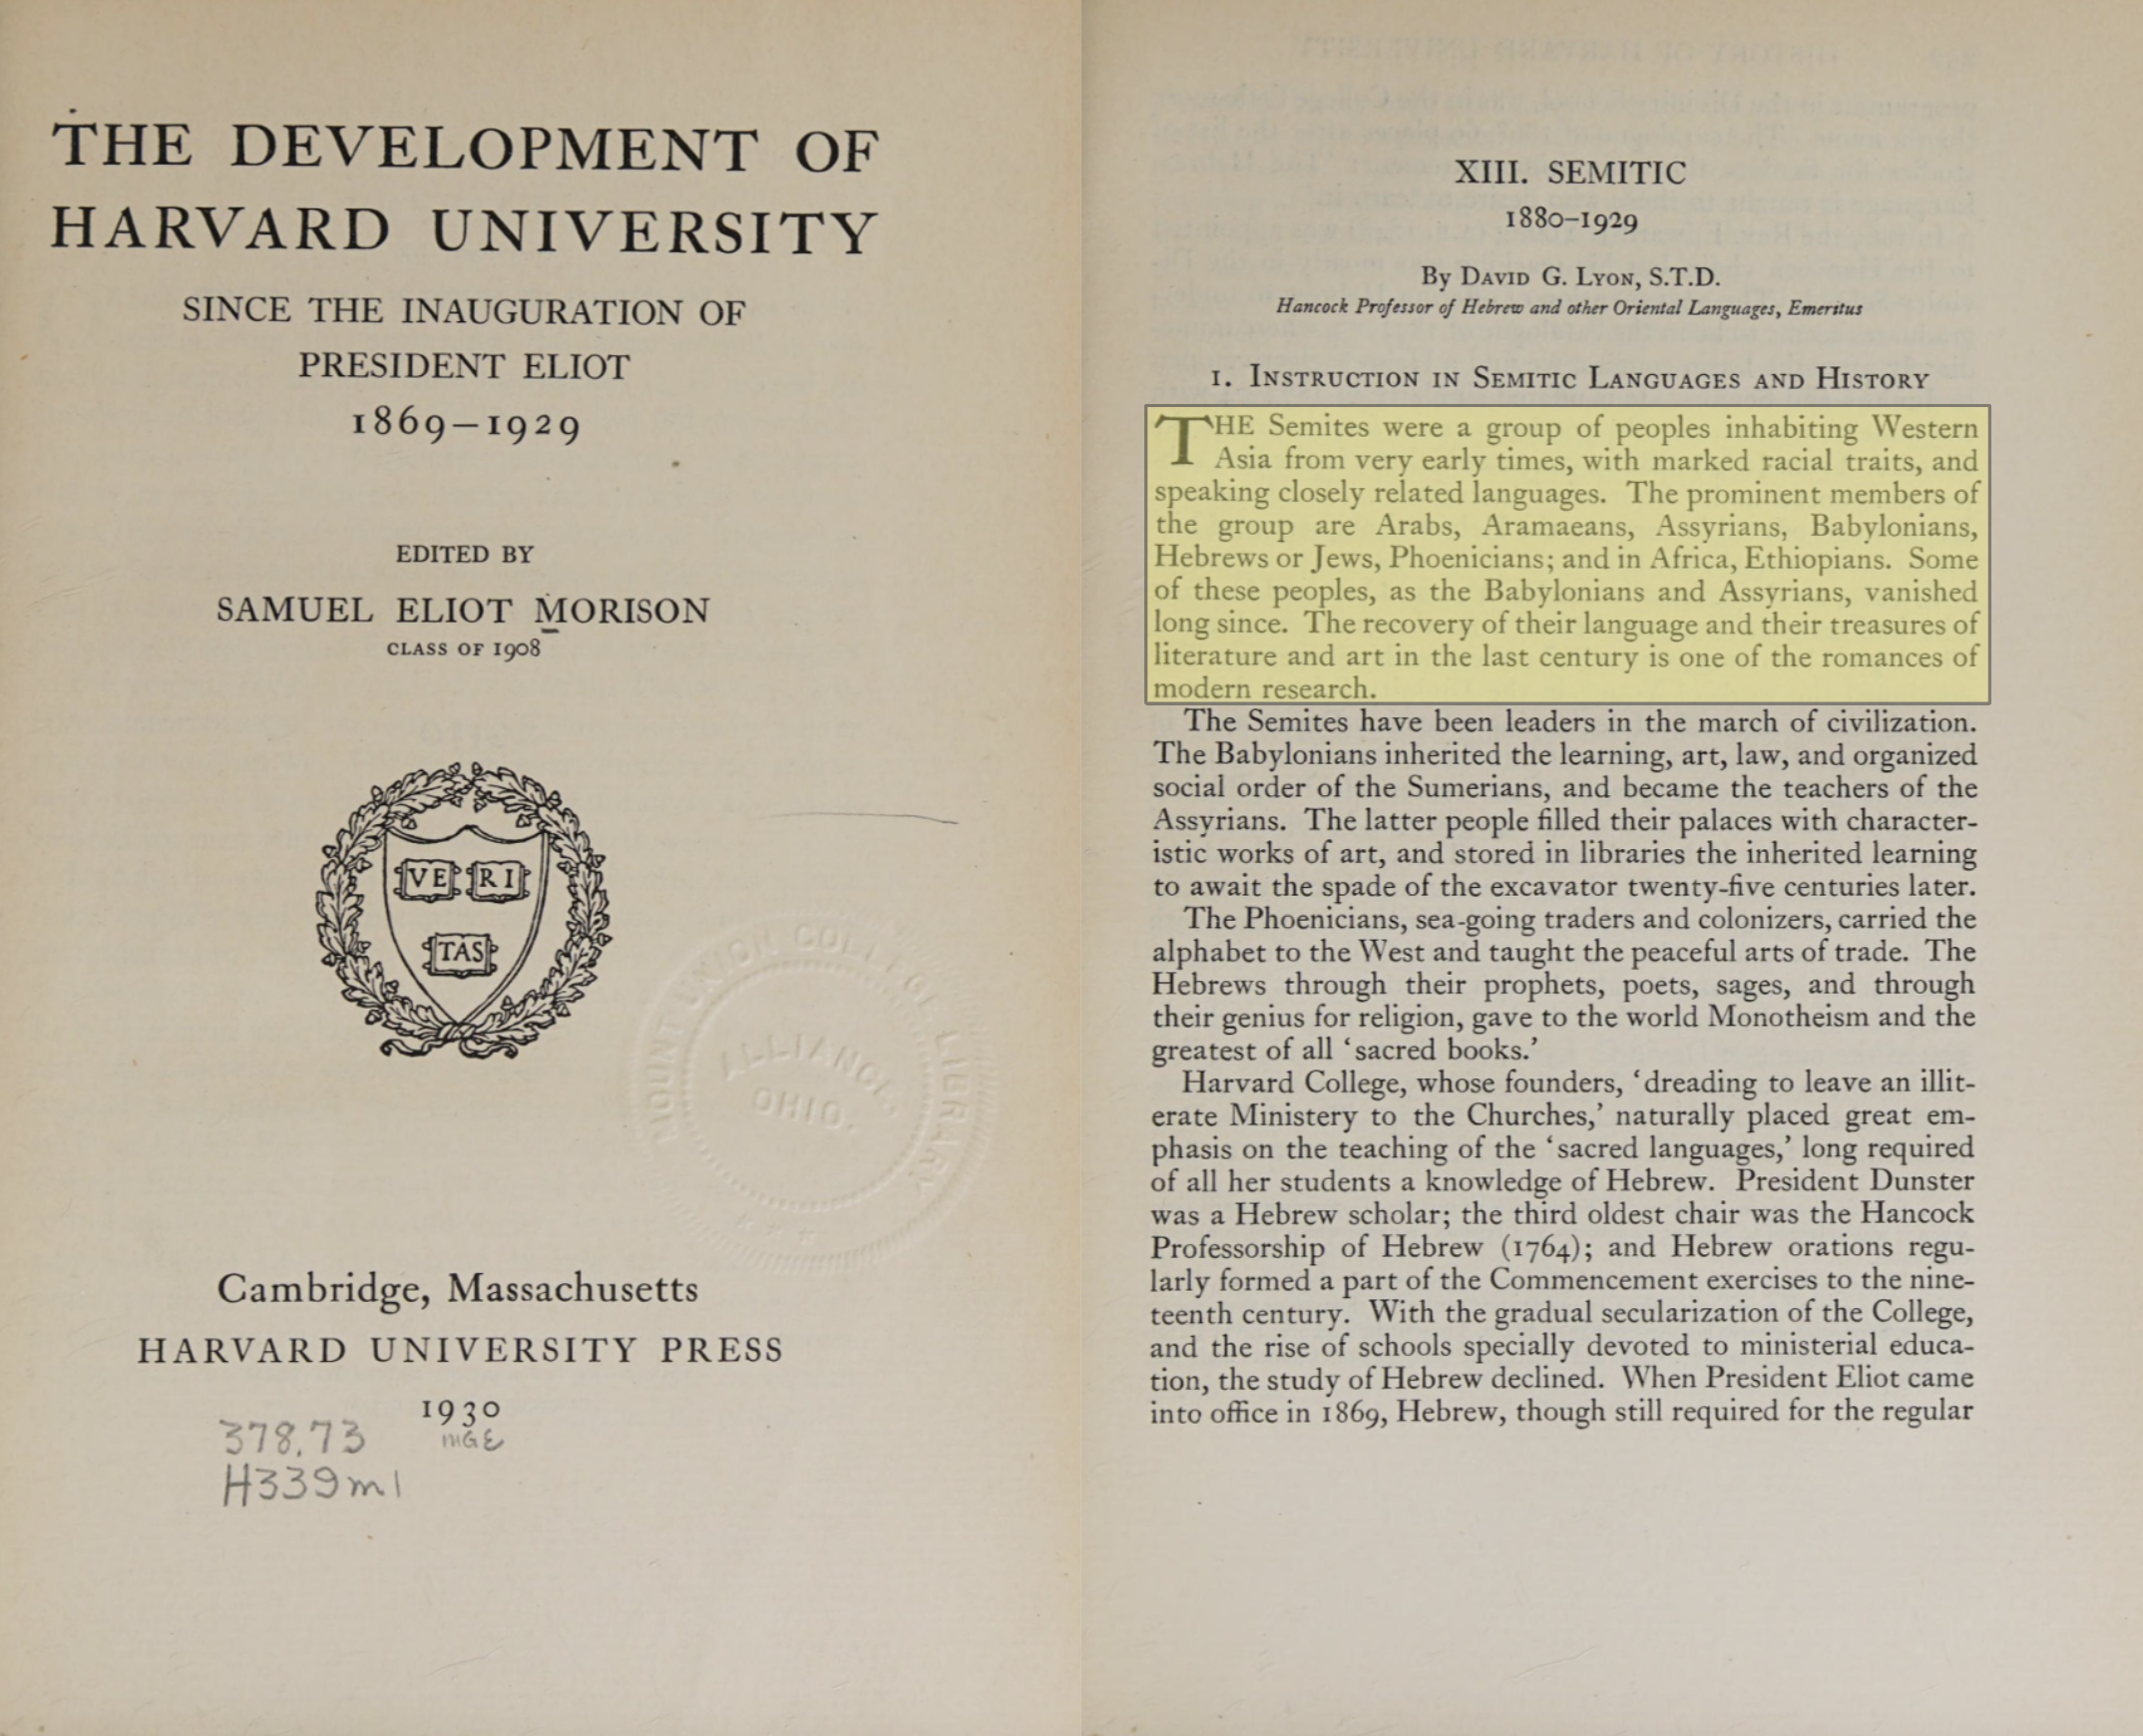 THE DEVELOPMENT OF
HARVARD UNIVERSITY
SINCE THE INAUGURATION OF
PRESIDENT ELIOT
1869–1929
EDITED BY
SAMUEL ELIOT MORISON
CLASS OF 1908
VE RI
TAS
MOUNT UNION COLLEGE LIBRARY
ALLIANCE,
OHIO.
Cambridge, Massachusetts
HARVARD UNIVERSITY PRESS
1930
378.73
H339m1
XIII. SEMITIC
1880–1929
By DAVID G. LYON, S.T.D.
Hancock Professor of Hebrew and other Oriental Languages, Emeritus
1. INSTRUCTION IN SEMITIC LANGUAGES AND HISTORY
THE Semites were a group of peoples inhabiting Western
Asia from very early times, with marked racial traits, and
speaking closely related languages. The prominent members of
the group are Arabs, Aramaeans, Assyrians, Babylonians,
Hebrews or Jews, Phoenicians; and in Africa, Ethiopians. Some
of these peoples, as the Babylonians and Assyrians, vanished
long since. The recovery of their language and their treasures of
literature and art in the last century is one of the romances of
modern research.
The Semites have been leaders in the march of civilization.
The Babylonians inherited the learning, art, law, and organized
social order of the Sumerians, and became the teachers of the
Assyrians. The latter people filled their palaces with character-
istic works of art, and stored in libraries the inherited learning
to await the spade of the excavator twenty-five centuries later.
The Phoenicians, sea-going traders and colonizers, carried the
alphabet to the West and taught the peaceful arts of trade. The
Hebrews through their prophets, poets, sages, and through
their genius for religion, gave to the world Monotheism and the
greatest of all ‘sacred books.’
Harvard College, whose founders, ‘dreading to leave an illit-
erate Ministery to the Churches,’ naturally placed great em-
phasis on the teaching of the ‘sacred languages,’ long required
of all her students a knowledge of Hebrew. President Dunster
was a Hebrew scholar; the third oldest chair was the Hancock
Professorship of Hebrew (1764); and Hebrew orations regu-
larly formed a part of the Commencement exercises to the nine-
teenth century. With the gradual secularization of the College,
and the rise of schools specially devoted to ministerial educa-
tion, the study of Hebrew declined. When President Eliot came
into office in 1869, Hebrew, though still required for the regular